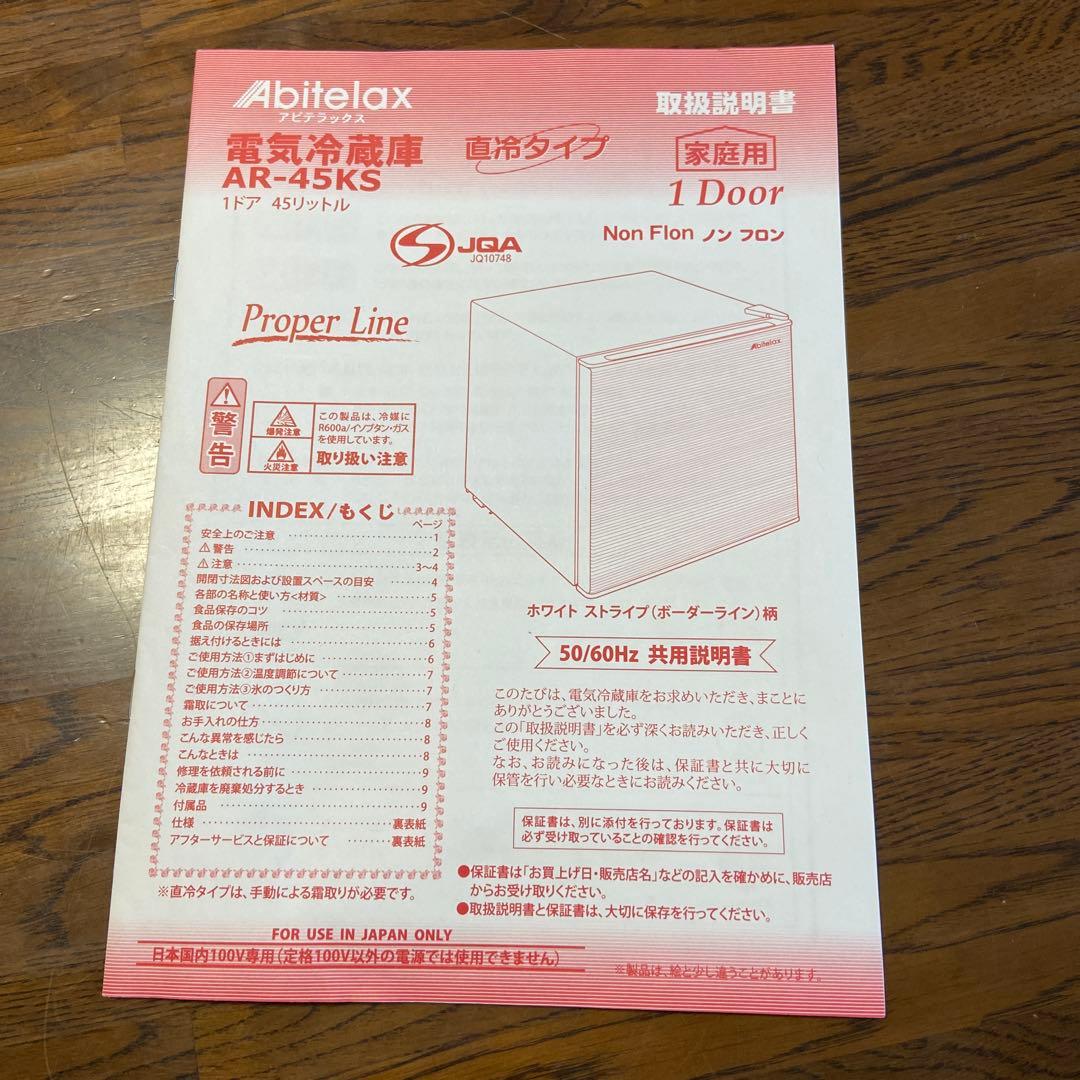 Abitelax
アビテラックス
取扱説明書
電気冷蔵庫
直冷タイプ
家庭用
AR-45KS
1 Door
1ドア 45リットル
JQA
JQ10748
Non Flon ノン フロン
Proper Line
Abitelax
警告
爆発注意
火災注意
この製品は、冷媒に
R600a/イソブタン・ガス
を使用しています。
取り扱い注意
INDEX/もくじ
ページ
安全上のご注意 ・・・・・・・・・・・・・・・・・・ 1
⚠警告 ・・・・・・・・・・・・・・・・・・ 2
⚠注意 ・・・・・・・・・・・・・・・・・・ 3〜4
開閉寸法図および設置スペースの目安 ・・・・・・・・ 4
各部の名称と使い方<材質> ・・・・・・・・・・・・ 5
食品保存のコツ ・・・・・・・・・・・・・・・・・・ 5
食品の保存場所 ・・・・・・・・・・・・・・・・・・ 5
据え付けるときには ・・・・・・・・・・・・・・・・ 6
ご使用方法①まずはじめに ・・・・・・・・・・・・ 6
ご使用方法②温度調節について ・・・・・・・・・・ 7
ご使用方法③氷のつくり方 ・・・・・・・・・・・・ 7
霜取について ・・・・・・・・・・・・・・・・・・ 7
お手入れの仕方 ・・・・・・・・・・・・・・・・・・ 8
こんな異常を感じたら ・・・・・・・・・・・・・・ 8
こんなときは ・・・・・・・・・・・・・・・・・・ 8
修理を依頼される前に ・・・・・・・・・・・・・・ 9
冷蔵庫を廃棄処分するとき ・・・・・・・・・・・・ 9
付属品 ・・・・・・・・・・・・・・・・・・ 9
仕様 ・・・・・・・・・・・・・・・・・・ 裏表紙
アフターサービスと保証について ・・・・・・・・ 裏表紙
※直冷タイプは、手動による霜取りが必要です。
ホワイト ストライプ(ボーダーライン)柄
50/60Hz 共用説明書
このたびは、電気冷蔵庫をお求めいただき、まことに
ありがとうございました。
この「取扱説明書」を必ず深くお読みいただき、正しく
ご使用ください。
なお、お読みになった後は、保証書と共に大切に
保管を行い必要なときにお読みください。
保証書は、別に添付を行っております。保証書は
必ず受け取っていることの確認を行ってください。
●保証書は「お買上げ日・販売店名」などの記入を確かめに、販売店
からお受け取りください。
●取扱説明書と保証書は、大切に保存を行ってください。
FOR USE IN JAPAN ONLY
日本国内100V専用(定格100V以外の電源では使用できません)
※製品は、絵と少し違うことがあります。